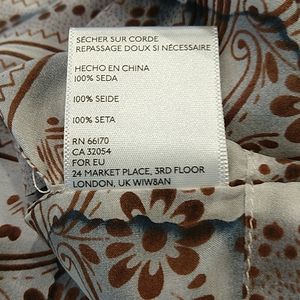 SÉCHER SUR CORDE
REPASSAGE DOUX SI NÉCESSAIRE
HECHO EN CHINA
100% SEDA
100% SEIDE
100% SETA
RN 66170
CA 32054
FOR EU
24 MARKET PLACE, 3RD FLOOR
LONDON, UK W1W8AN